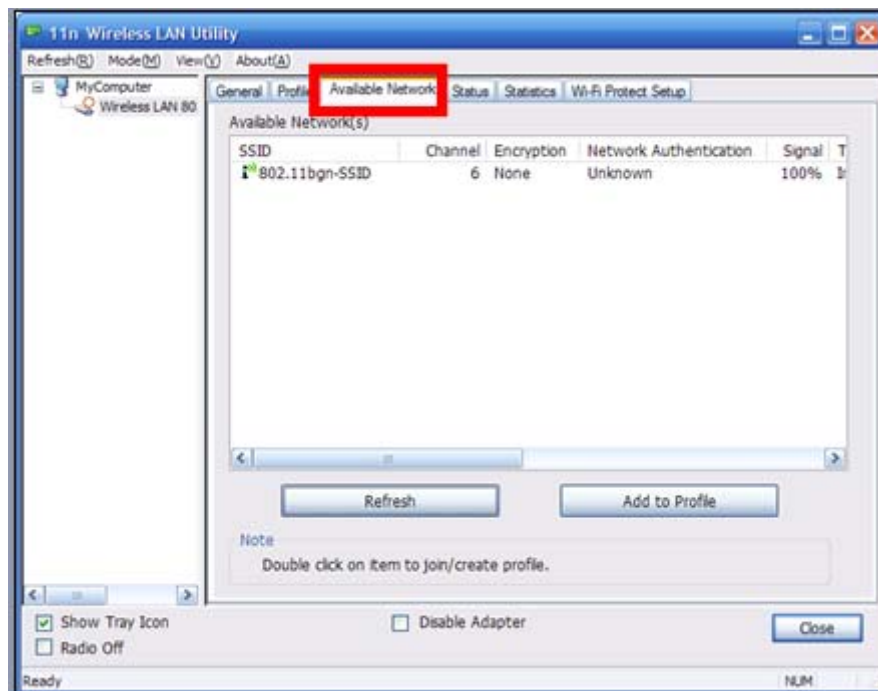 11n Wireless LAN Utility
Refresh(R) Mode(M) View(V) About(A)
MyComputer
Wireless LAN 80
General Profile Available Network Status Statistics Wi-Fi Protect Setup
Available Network(s)
SSID Channel Encryption Network Authentication Signal T
802.11bgn-SSID 6 None Unknown 100% In
Refresh Add to Profile
Note
Double click on item to join/create profile.
Show Tray Icon Disable Adapter Close
Radio Off
Ready NUM